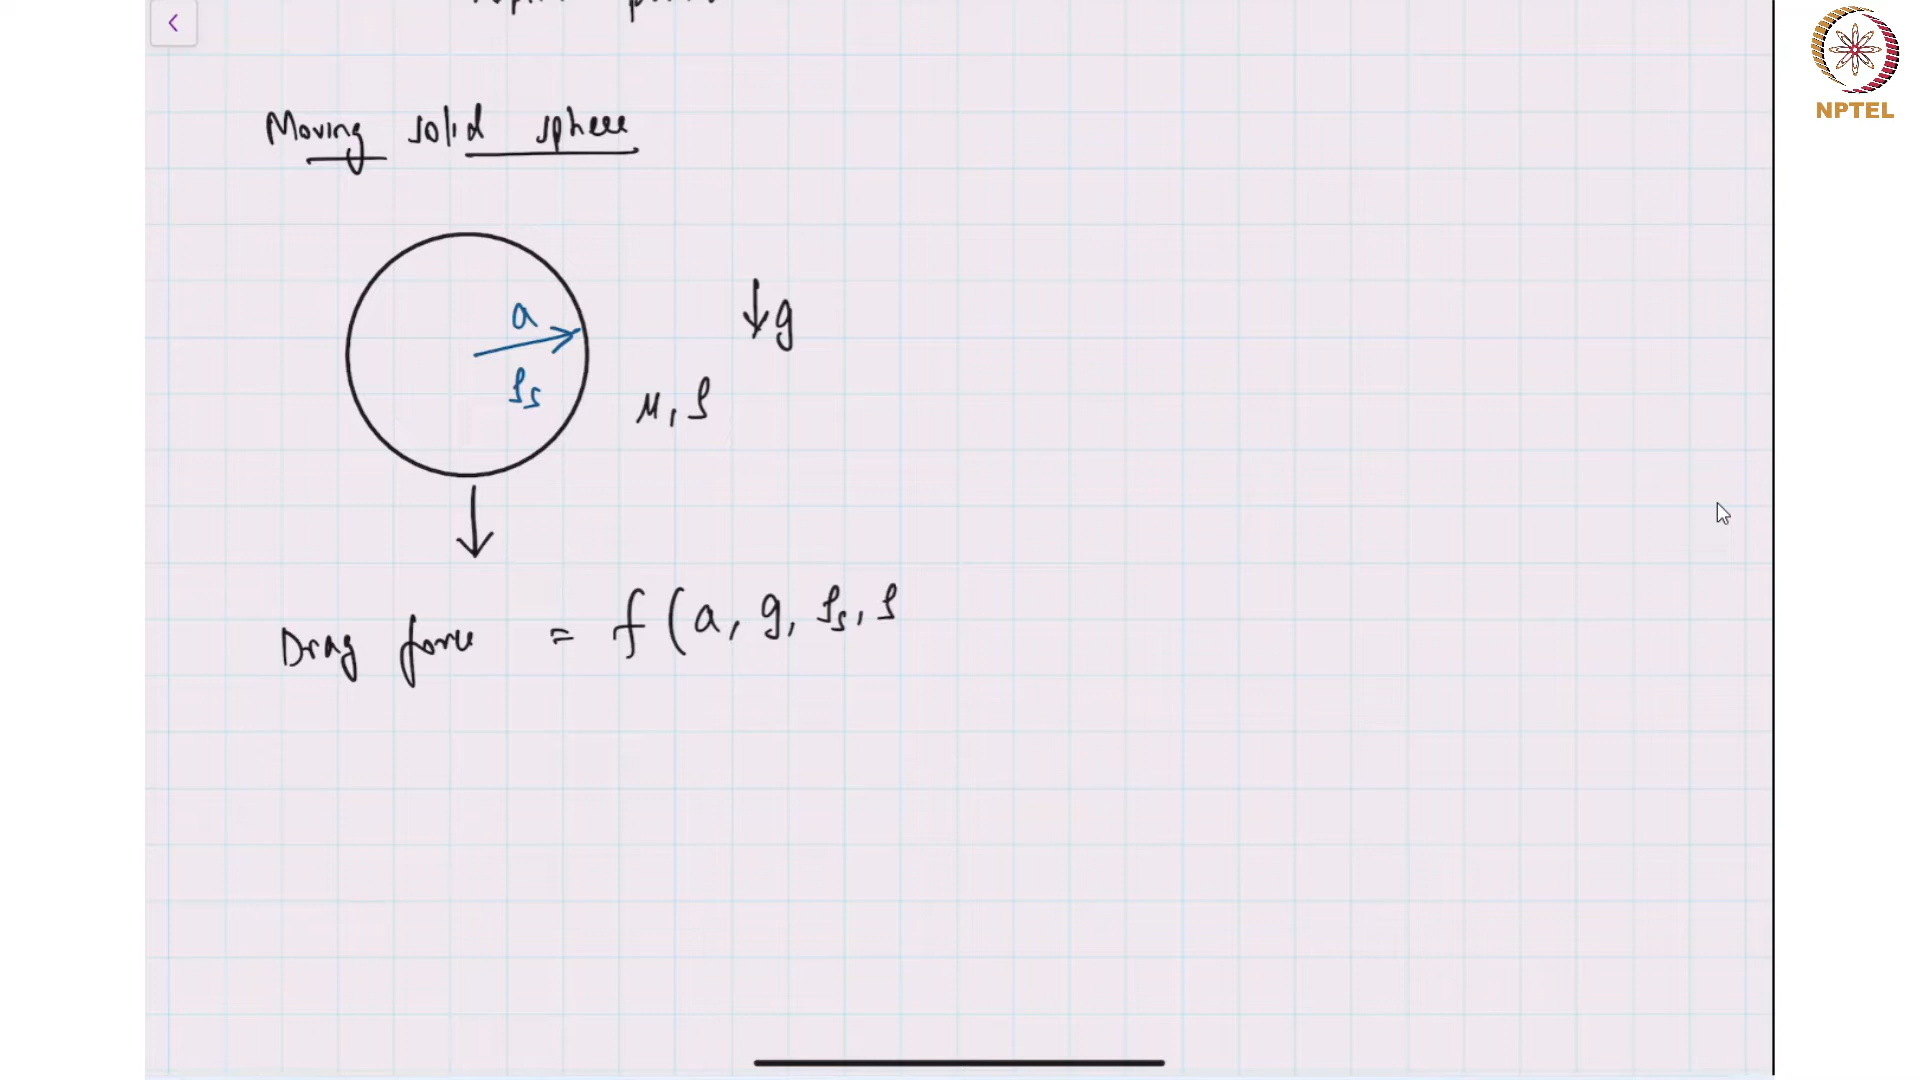 NPTEL
Moving solid sphere
a
ρs
↓g
μ, ρ
Drag force = f (a, g, ρs, ρ